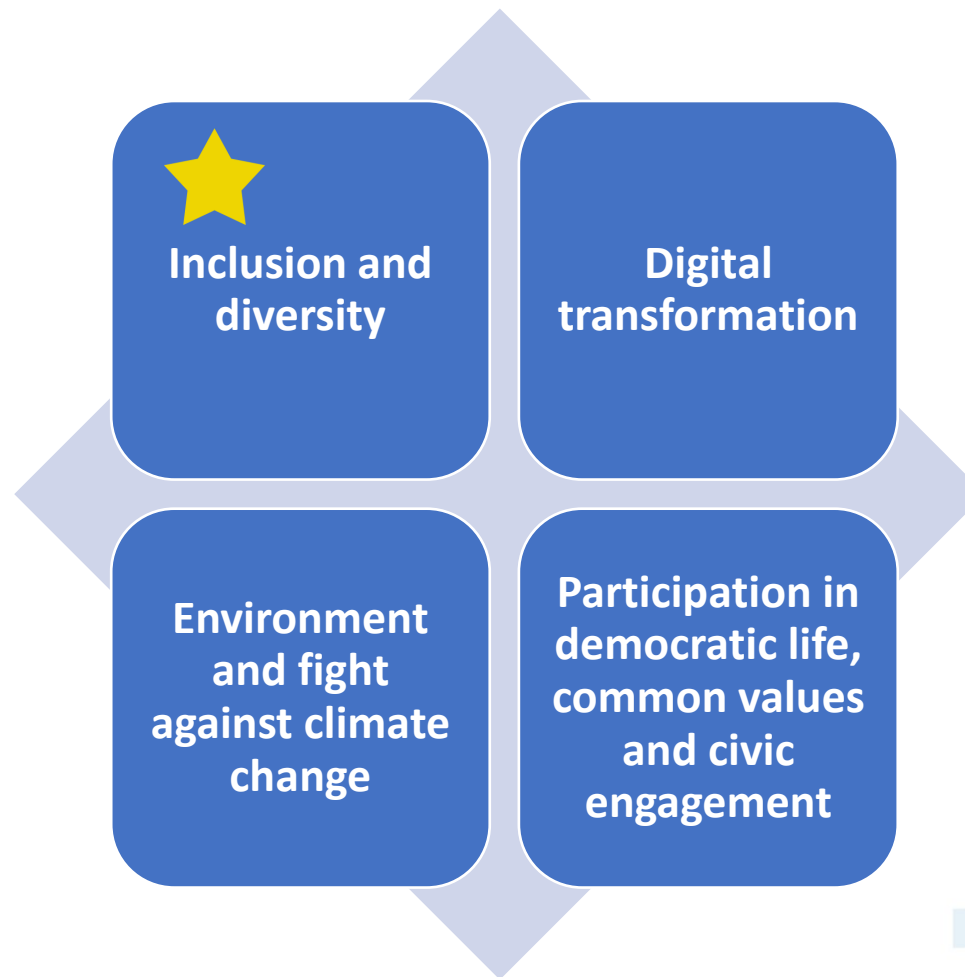 Inclusion and
diversity
Digital
transformation
Environment
and fight
against climate
change
Participation in
democratic life,
common values
and civic
engagement